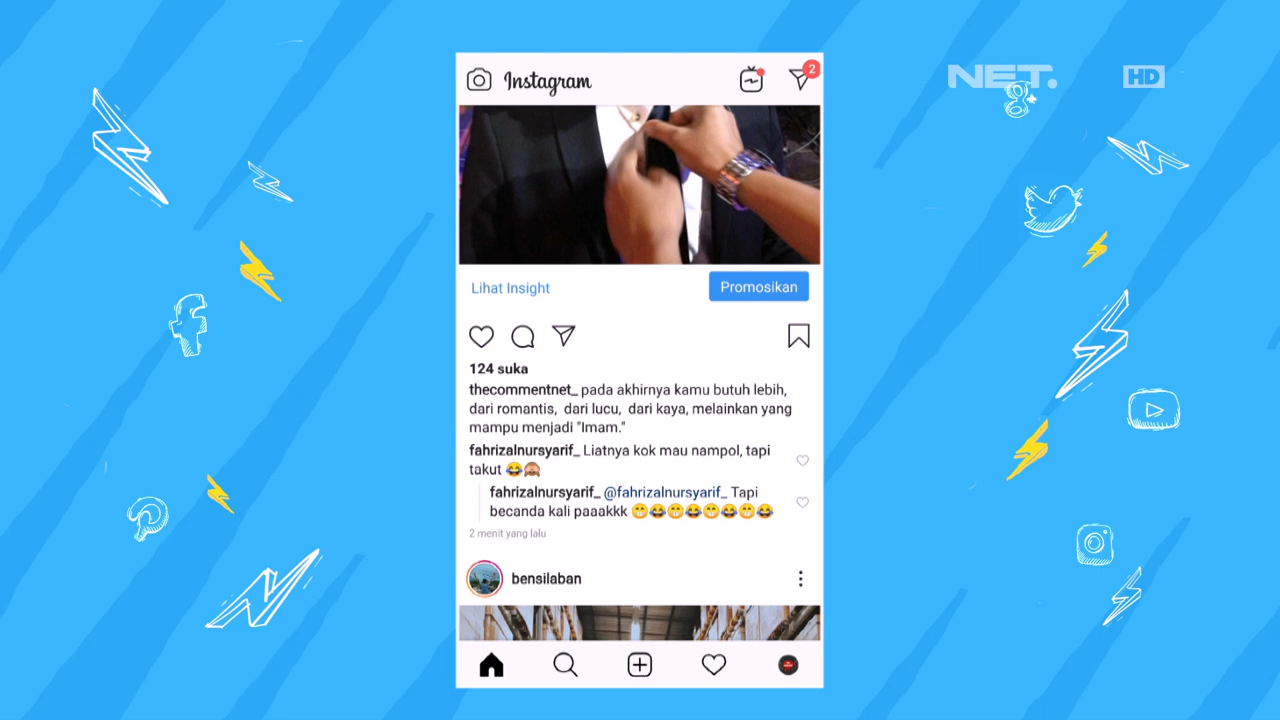 NET.
HD
Instagram
2
Lihat Insight
Promosikan
124 suka
thecommentnet_ pada akhirnya kamu butuh lebih,
dari romantis, dari lucu, dari kaya, melainkan yang
mampu menjadi "Imam."
fahrizalnursyarif_ Liatnya kok mau nampol, tapi
takut 😂🙈
fahrizalnursyarif_ @fahrizalnursyarif_ Tapi
becanda kali paaakkk 😁😂😁😂😁😂😁😂
2 menit yang lalu
bensilaban